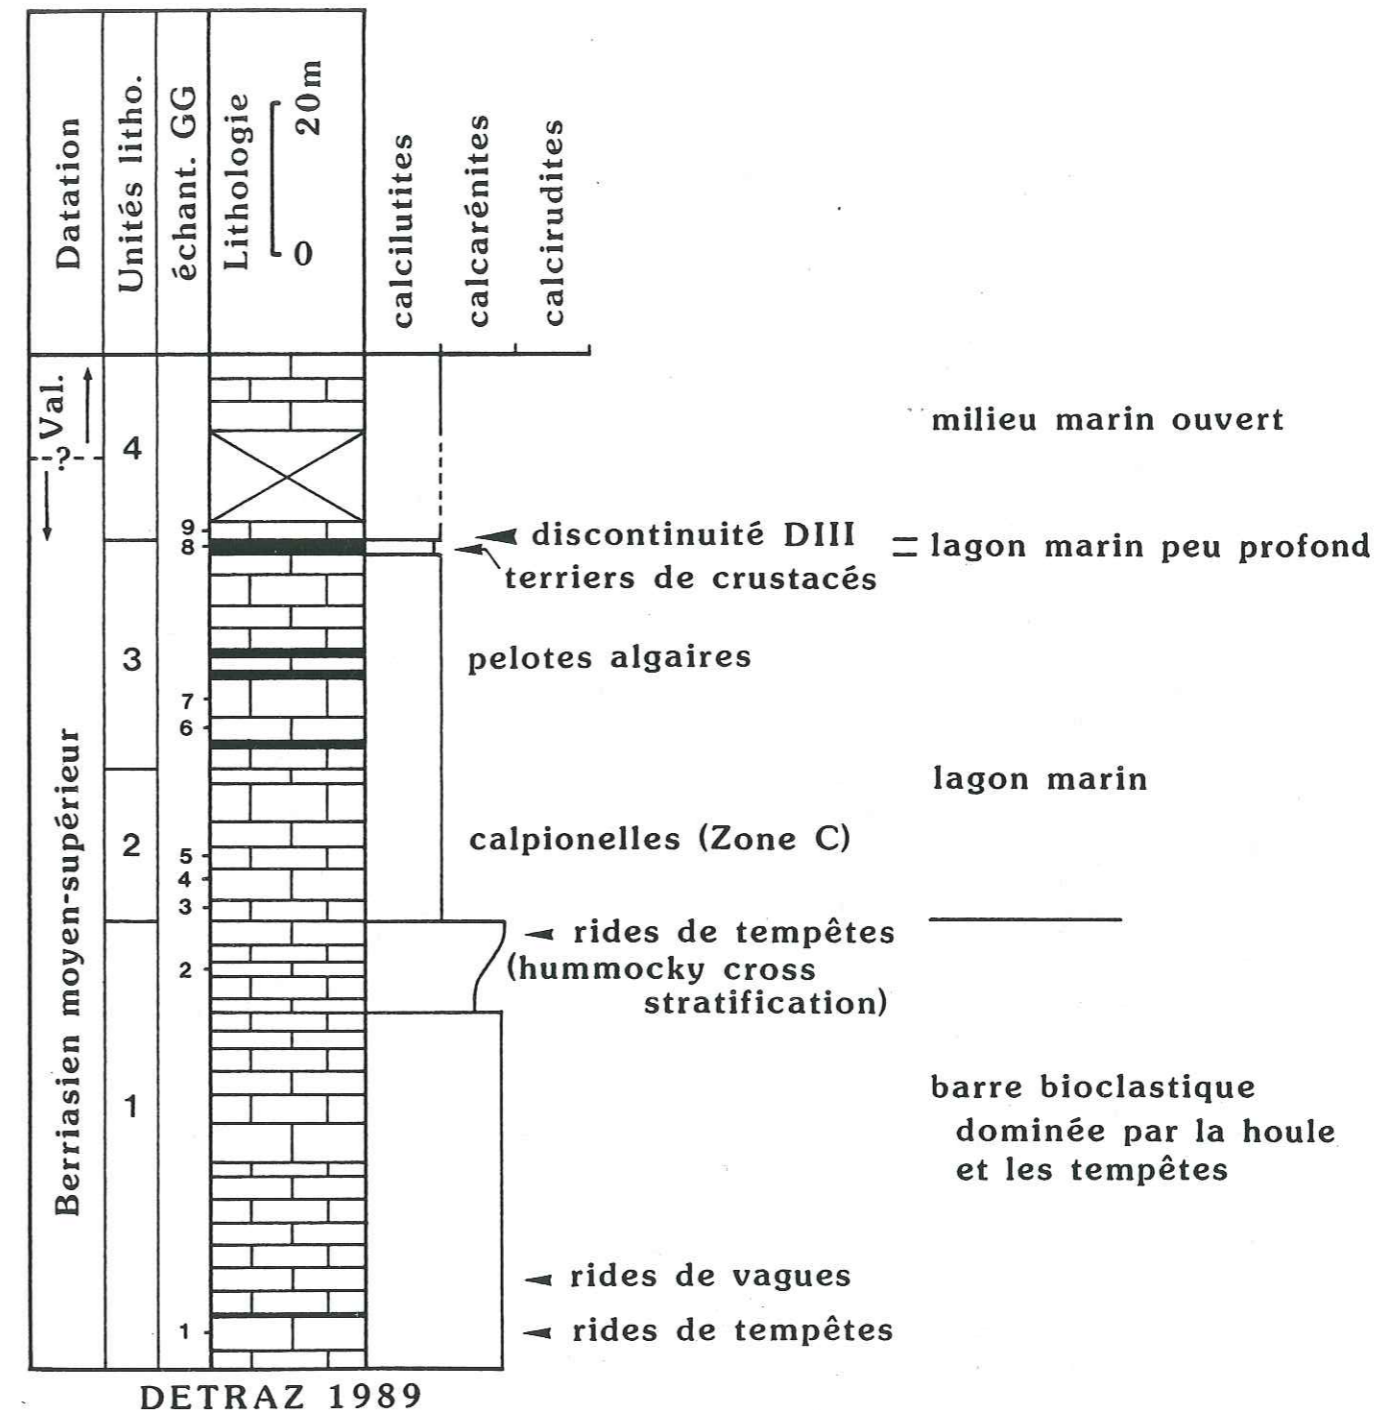 Datation
Unités litho.
échant. GG
Lithologie
20m
0
calcilutites
calcarénites
calcirudites
Val.
?
4
milieu marin ouvert
9
8
discontinuité DIII
= lagon marin peu profond
terriers de crustacés
3
pelotes algaires
7
6
Berriasien moyen-supérieur
lagon marin
2
calpionelles (Zone C)
5
4
3
rides de tempêtes
(hummocky cross
stratification)
2
1
barre bioclastique
dominée par la houle
et les tempêtes
rides de vagues
1
rides de tempêtes
DETRAZ 1989